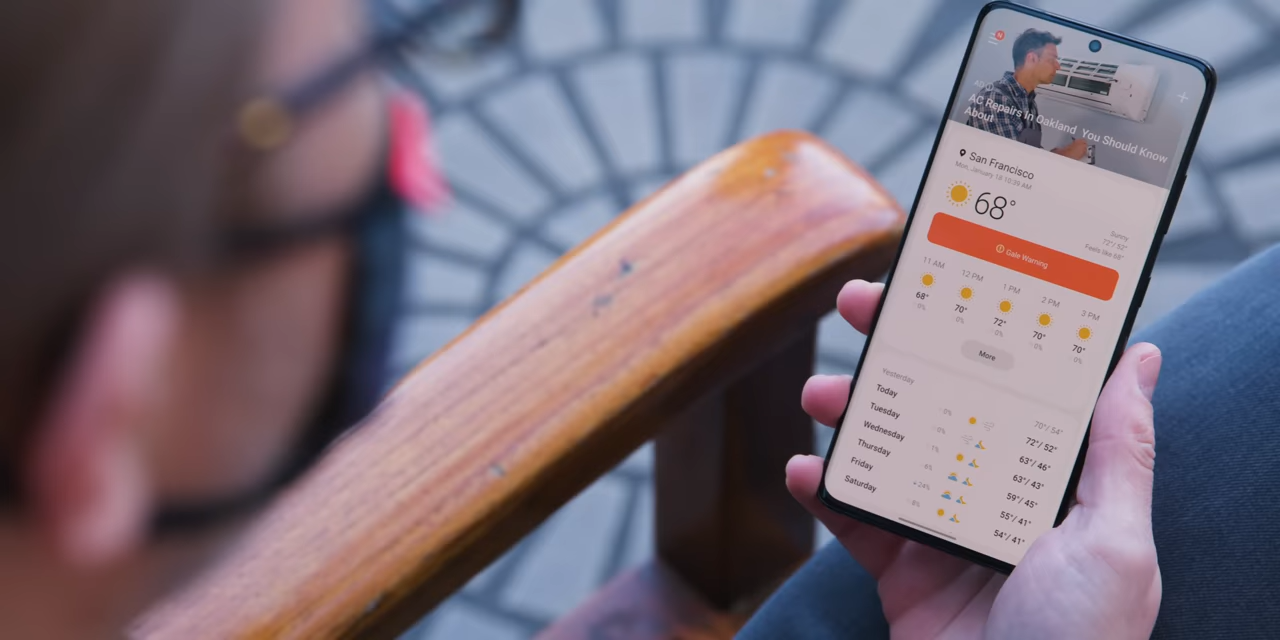 N
AC Repairs in Oakland You Should Know
About
San Francisco
Mon, January 18 10:39 AM
68°
Sunny
72°/ 52°
Feels like 68°
Gale Warning
11 AM 12 PM 1 PM 2 PM 3 PM
68° 70° 72° 70° 70°
0% 0% 0% 0% 0%
More
Yesterday 70°/ 54°
Today 0% 72°/ 52°
Tuesday 0% 63°/ 46°
Wednesday 1% 63°/ 43°
Thursday 6% 59°/ 45°
Friday 24% 55°/ 41°
Saturday 8% 54°/ 41°